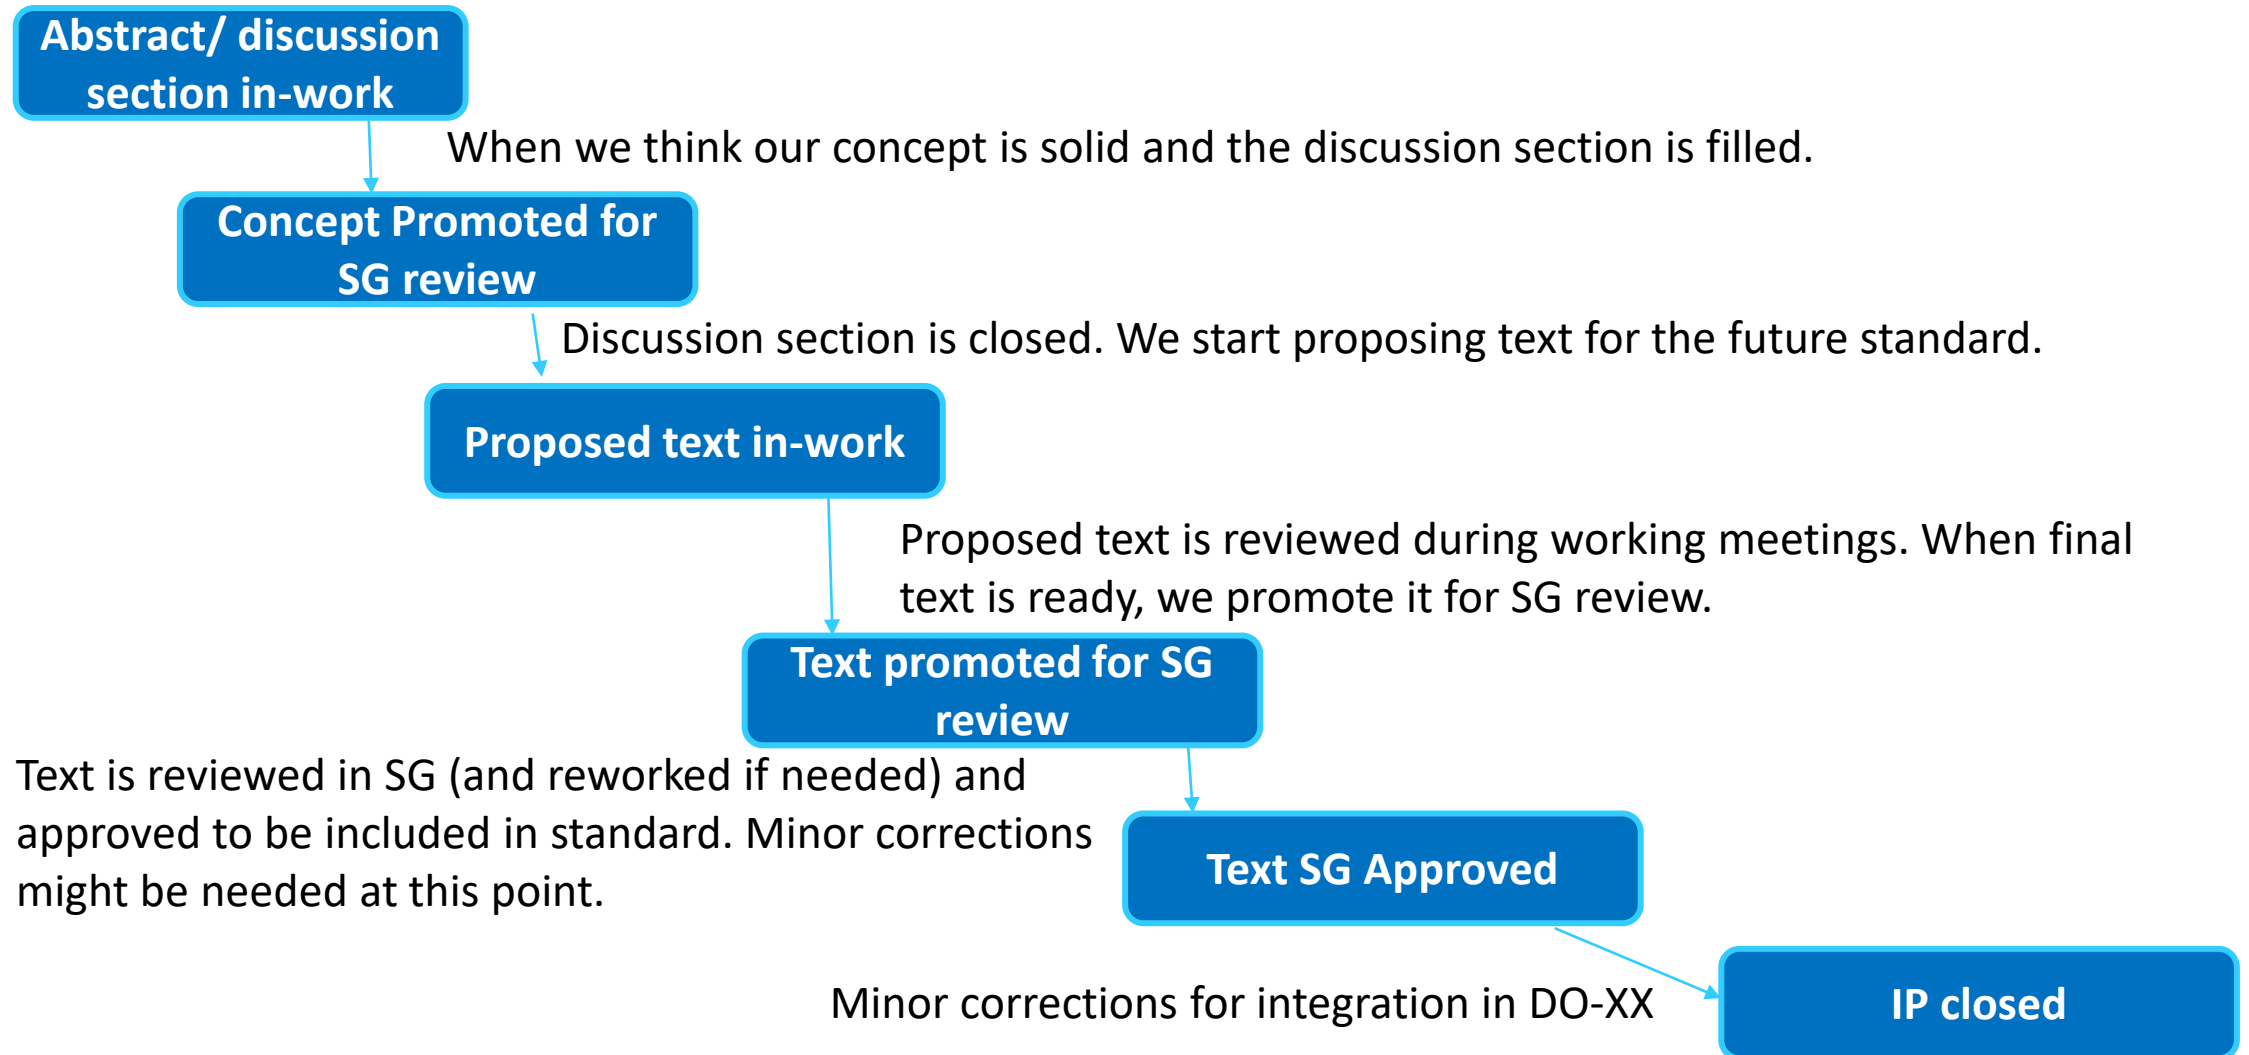 Abstract/ discussion
section in-work
When we think our concept is solid and the discussion section is filled.
Concept Promoted for
SG review
Discussion section is closed. We start proposing text for the future standard.
Proposed text in-work
Proposed text is reviewed during working meetings. When final
text is ready, we promote it for SG review.
Text promoted for SG
review
Text is reviewed in SG (and reworked if needed) and
approved to be included in standard. Minor corrections
might be needed at this point.
Text SG Approved
Minor corrections for integration in DO-XX
IP closed